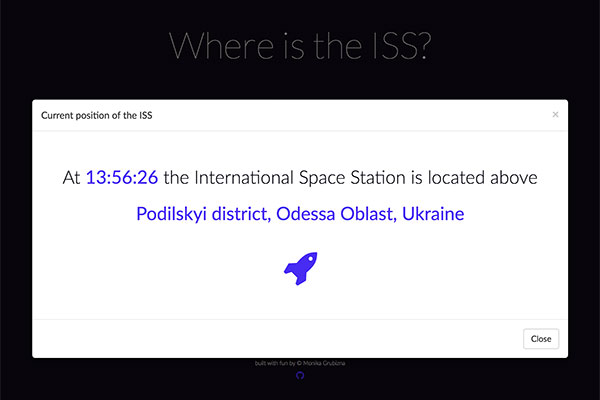 Where is the ISS?
Current position of the ISS
×
At 13:56:26 the International Space Station is located above
Podilskyi district, Odessa Oblast, Ukraine
Close
built with fun by © Monika Grublna